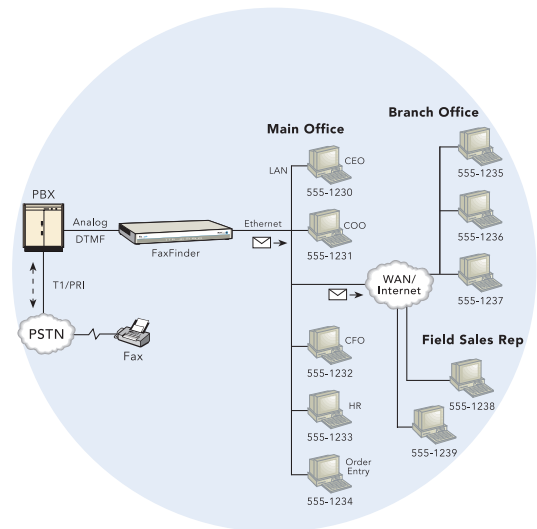 Branch Office
Main Office
CEO
LAN
555-1230
555-1235
PBX
Analog
DTMF
FaxFinder
Ethernet
COO
555-1231
555-1236
WAN/
Internet
555-1237
T1/PRI
PSTN
Fax
CFO
555-1232
Field Sales Rep
555-1238
HR
555-1233
555-1239
Order
Entry
555-1234